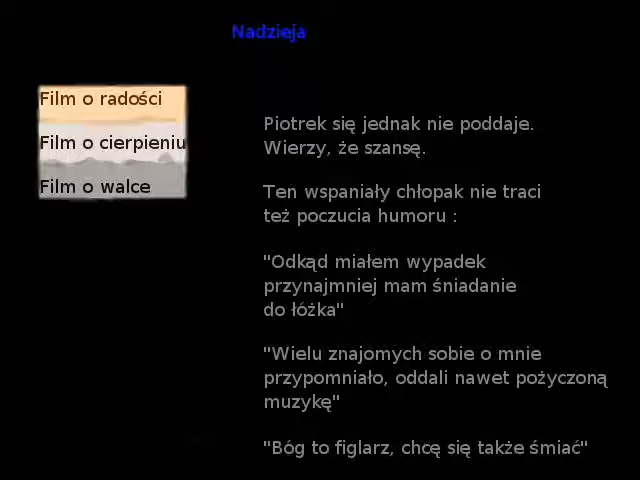 Nadzieja
Film o radości
Film o cierpieniu
Film o walce
Piotrek się jednak nie poddaje.
Wierzy, że szansę.
Ten wspaniały chłopak nie traci
też poczucia humoru :
"Odkąd miałem wypadek
przynajmniej mam śniadanie
do łóżka"
"Wielu znajomych sobie o mnie
przypomniało, oddali nawet pożyczoną
muzykę"
"Bóg to figlarz, chcę się także śmiać"